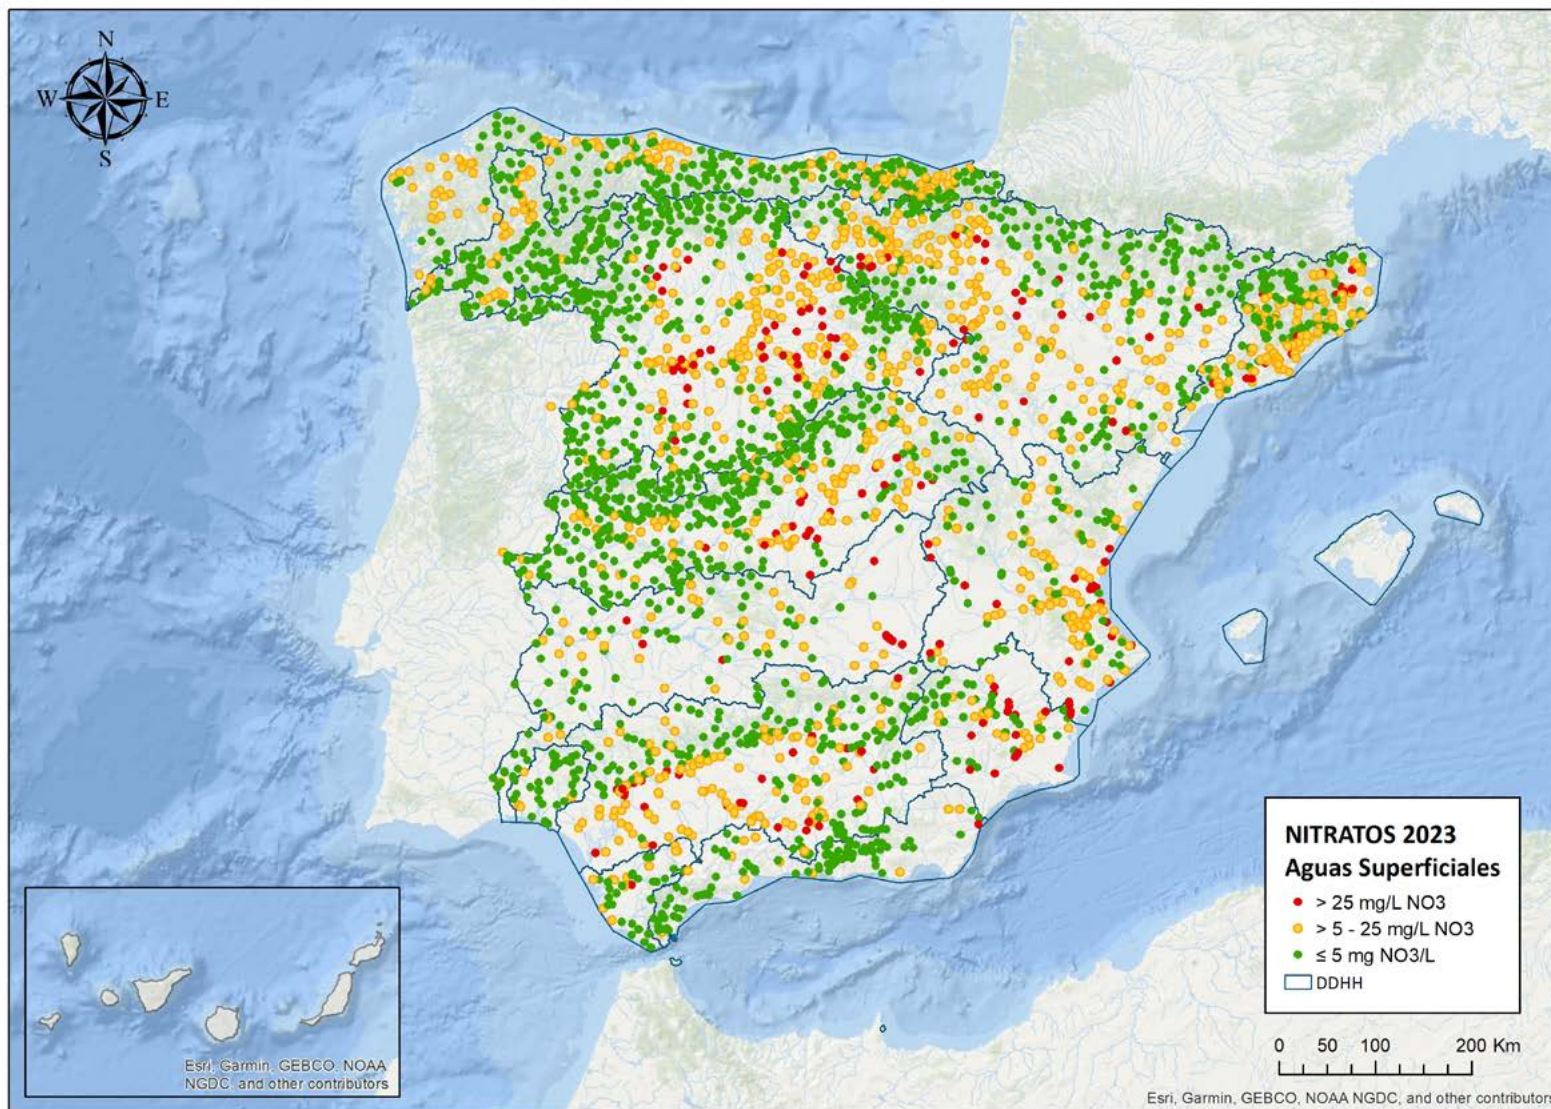 N
W E
S
NITRATOS 2023
Aguas Superficiales
> 25 mg/L NO3
> 5 - 25 mg/L NO3
≤ 5 mg NO3/L
DDHH
0 50 100 200 Km
Esri, Garmin, GEBCO, NOAA
NGDC, and other contributors
Esri, Garmin, GEBCO, NOAA NGDC, and other contributors